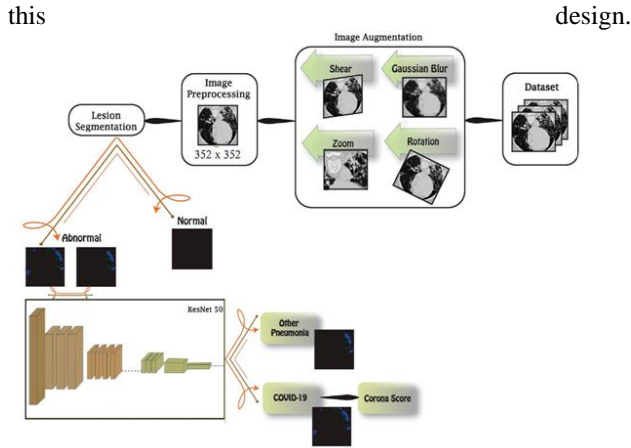 this design.
Image Augmentation
Shear Gaussian Blur
Zoom Rotation
Dataset
Image
Preprocessing
352 x 352
Lesion
Segmentation
Normal
Abnormal
ResNet 50
Other
Pneumonia
COVID-19 Corona Score